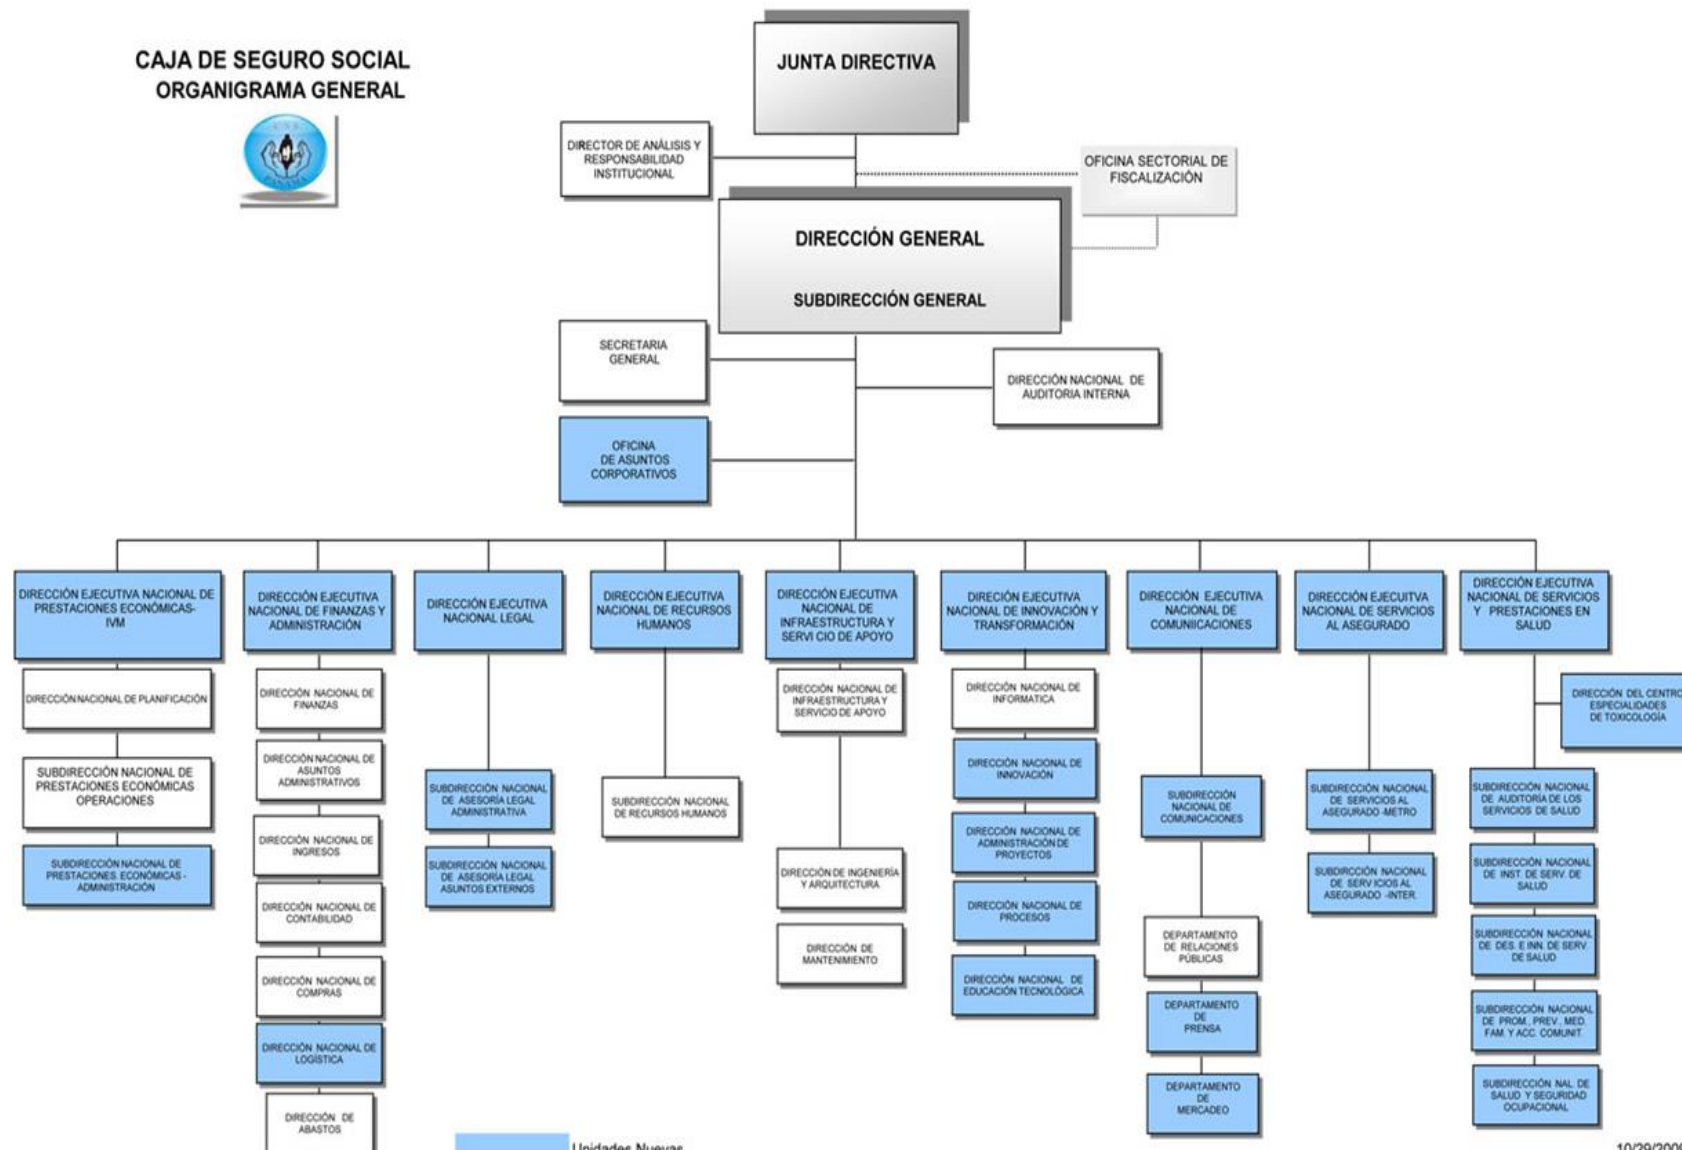 CAJA DE SEGURO SOCIAL
ORGANIGRAMA GENERAL
PANAMA
JUNTA DIRECTIVA
DIRECTOR DE ANÁLISIS Y
RESPONSABILIDAD
INSTITUCIONAL
OFICINA SECTORIAL DE
FISCALIZACIÓN
DIRECCIÓN GENERAL
SUBDIRECCIÓN GENERAL
SECRETARIA
GENERAL
DIRECCIÓN NACIONAL DE
AUDITORIA INTERNA
OFICINA
DE ASUNTOS
CORPORATIVOS
DIRECCIÓN EJECUTIVA NACIONAL DE
PRESTACIONES ECONÓMICAS-
IVM
DIRECCIÓN NACIONAL DE PLANIFICACIÓN
SUBDIRECCIÓN NACIONAL DE
PRESTACIONES ECONÓMICAS
OPERACIONES
SUBDIRECCIÓN NACIONAL DE
PRESTACIONES. ECONÓMICAS -
ADMINISTRACIÓN
DIRECCIÓN EJECUTIVA
NACIONAL DE FINANZAS Y
ADMINISTRACIÓN
DIRECCIÓN NACIONAL DE
FINANZAS
DIRECCIÓN NACIONAL DE
ASUNTOS
ADMINISTRATIVOS
DIRECCIÓN NACIONAL DE
INGRESOS
DIRECCIÓN NACIONAL DE
CONTABILIDAD
DIRECCIÓN NACIONAL DE
COMPRAS
DIRECCIÓN NACIONAL DE
LOGÍSTICA
DIRECCIÓN DE
ABASTOS
DIRECCIÓN EJECUTIVA
NACIONAL LEGAL
SUBDIRECCIÓN NACIONAL
DE ASESORÍA LEGAL
ADMINISTRATIVA
SUBDIRECCIÓN NACIONAL
DE ASESORÍA LEGAL
ASUNTOS EXTERNOS
DIRECCIÓN EJECUTIVA
NACIONAL DE RECURSOS
HUMANOS
SUBDIRECCIÓN NACIONAL
DE RECURSOS HUMANOS
DIRECCIÓN EJECUTIVA
NACIONAL DE
INFRAESTRUCTURA Y
SERVI CIO DE APOYO
DIRECCIÓN NACIONAL DE
INFRAESTRUCTURA Y
SERVICIO DE APOYO
DIRECCIÓN DE INGENIERÍA
Y ARQUITECTURA
DIRECCIÓN DE
MANTENIMIENTO
DIRECIÓN EJECUTIVA
NACIONAL DE INNOVACIÓN Y
TRANSFORMACIÓN
DIRECCIÓN NACIONAL DE
INFORMATICA
DIRECCIÓN NACIONAL DE
INNOVACIÓN
DIRECCIÓN NACIONAL DE
ADMINISTRACIÓN DE
PROYECTOS
DIRECCIÓN NACIONAL DE
PROCESOS
DIRECCIÓN NACIONAL DE
EDUCACIÓN TECNOLÓGICA
DIRECCIÓN EJECUTIVA
NACIONAL DE
COMUNIICACIONES
SUBDIRECCIÓN
NACIONAL DE
COMUNICACIONES
DEPARTAMENTO
DE RELACIONES
PÚBLICAS
DEPARTAMENTO
DE
PRENSA
DEPARTAMENTO
DE
MERCADEO
DIRECCIÓN EJECUITVA
NACIONAL DE SERVICIOS
AL ASEGURADO
SUBDIRECCIÓN NACIONAL
DE SERVICIOS AL
ASEGURADO -METRO
SUBDIRCCIÓN NACIONAL
DE SERVICIOS AL
ASEGURADO -INTER.
DIRECCIÓN EJECUTIVA
NACIONAL DE SERVICIOS
Y PRESTACIONES EN
SALUD
DIRECCIÓN DEL CENTRO
ESPECIALIDADES
DE TOXICOLOGÍA
SUBDIRECCIÓN NACIONAL
DE AUDITORÍA DE LOS
SERVICIOS DE SALUD
SUBDIRECCIÓN NACIONAL
DE INST. DE SERV. DE
SALUD
SUBDIRECCIÓN NACIONAL
DE DES. E INN. DE SERV.
DE SALUD
SUBDIRECCIÓN NACIONAL
DE PROM., PREV., MED.
FAM. Y ACC. COMUNIT.
SUBDIRECCIÓN NAL. DE
SALUD Y SEGURIDAD
OCUPACIONAL
Unidades Nuevas
10/29/2009